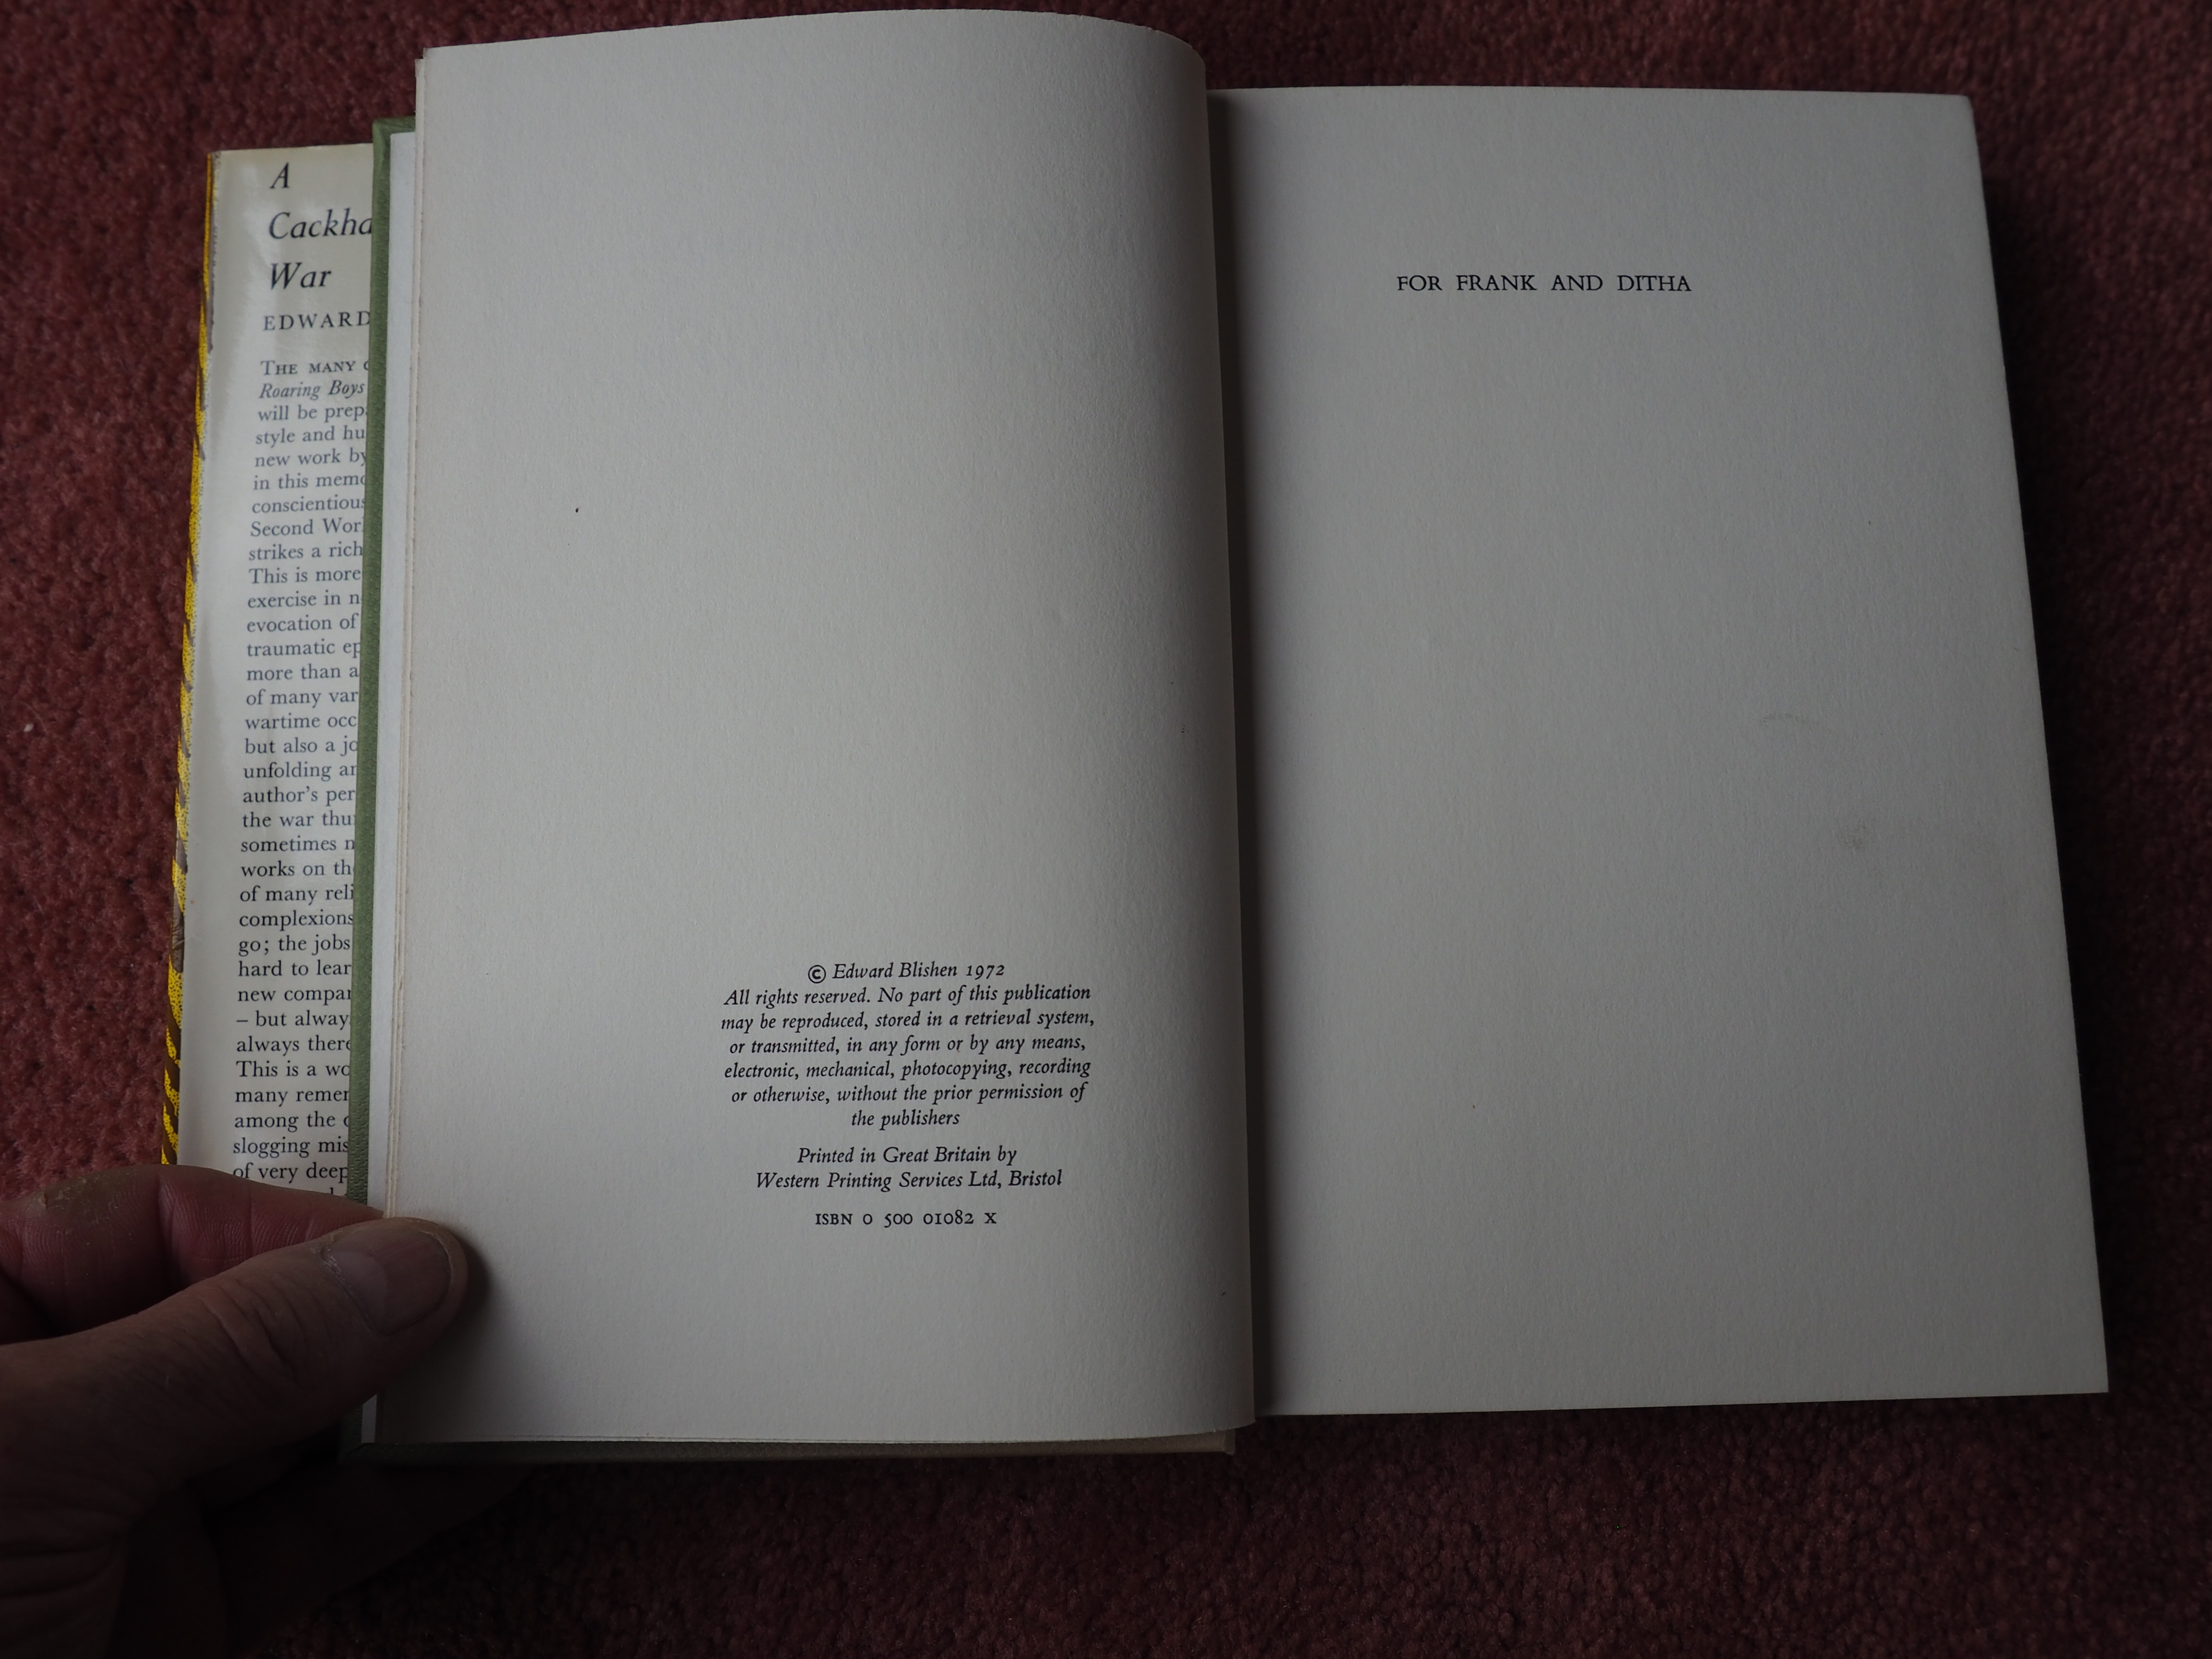 A
Cackha
War
EDWARD
THE MANY
Roaring Boys
will be prep
style and hu
new work by
in this memo
conscientious
Second Wor
strikes a rich
This is more
exercise in n
evocation of
traumatic ep
more than a
of many var
wartime occ
but also a jo
unfolding an
author's per
the war thu
sometimes n
works on th
of many reli
complexions
go; the jobs
hard to lear
new compan
– but always
always there
This is a wo
many remem
among the
slogging mis
of very deep
© Edward Blishen 1972
All rights reserved. No part of this publication
may be reproduced, stored in a retrieval system,
or transmitted, in any form or by any means,
electronic, mechanical, photocopying, recording
or otherwise, without the prior permission of
the publishers
Printed in Great Britain by
Western Printing Services Ltd, Bristol
ISBN 0 500 01082 X
FOR FRANK AND DITHA